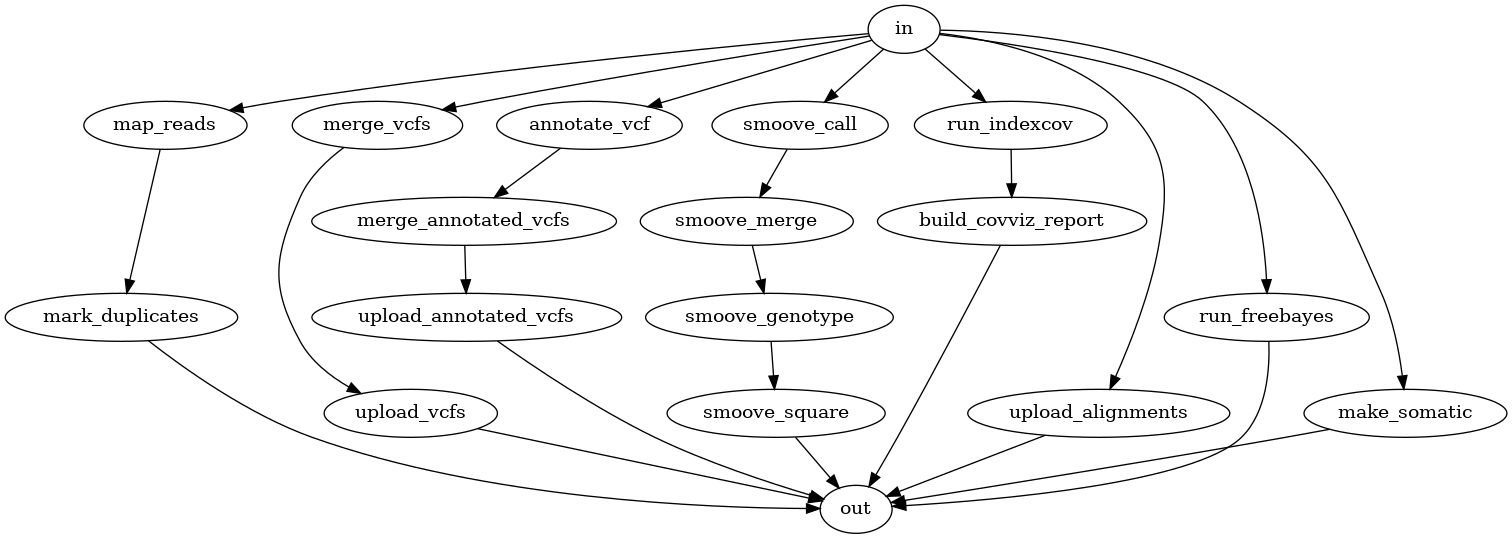 in
map_reads
merge_vcfs
annotate_vcf
smoove_call
run_indexcov
merge_annotated_vcfs
smoove_merge
build_covviz_report
mark_duplicates
upload_annotated_vcfs
smoove_genotype
run_freebayes
upload_vcfs
smoove_square
upload_alignments
make_somatic
out